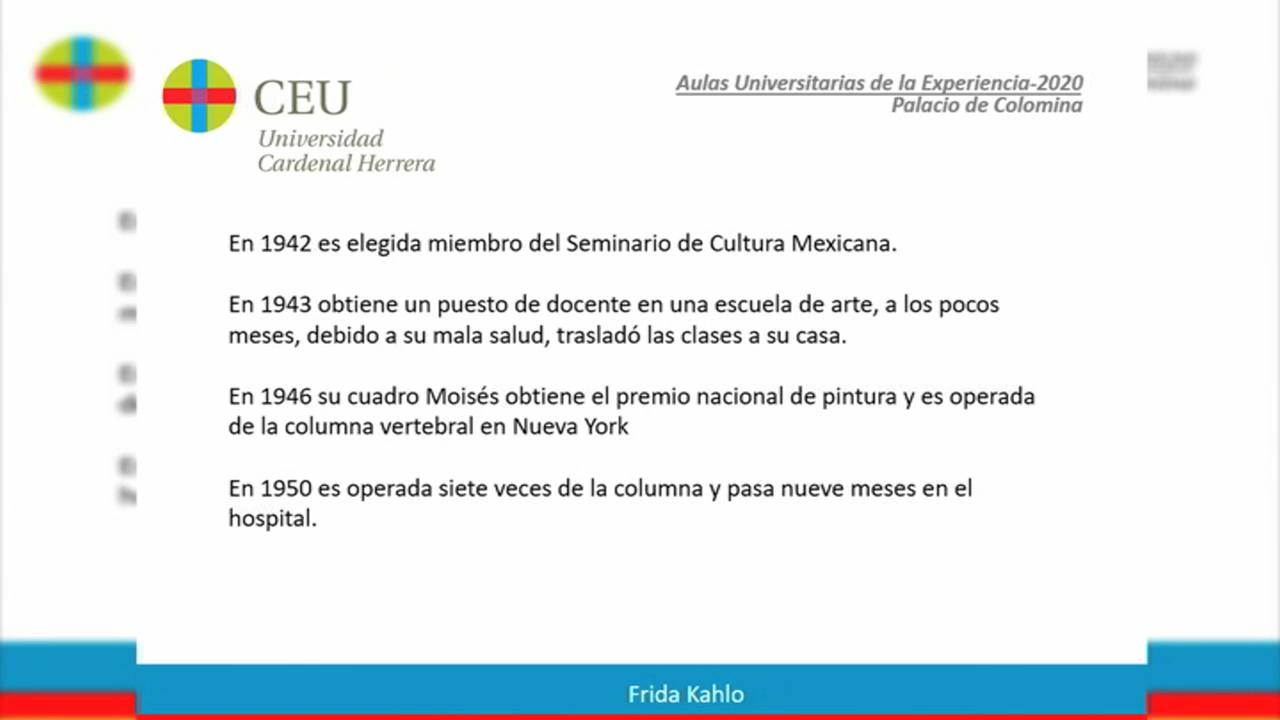 CEU
Universidad
Cardenal Herrera
Aulas Universitarias de la Experiencia-2020
Palacio de Colomina
En 1942 es elegida miembro del Seminario de Cultura Mexicana.
En 1943 obtiene un puesto de docente en una escuela de arte, a los pocos
meses, debido a su mala salud, trasladó las clases a su casa.
En 1946 su cuadro Moisés obtiene el premio nacional de pintura y es operada
de la columna vertebral en Nueva York
En 1950 es operada siete veces de la columna y pasa nueve meses en el
hospital.
Frida Kahlo